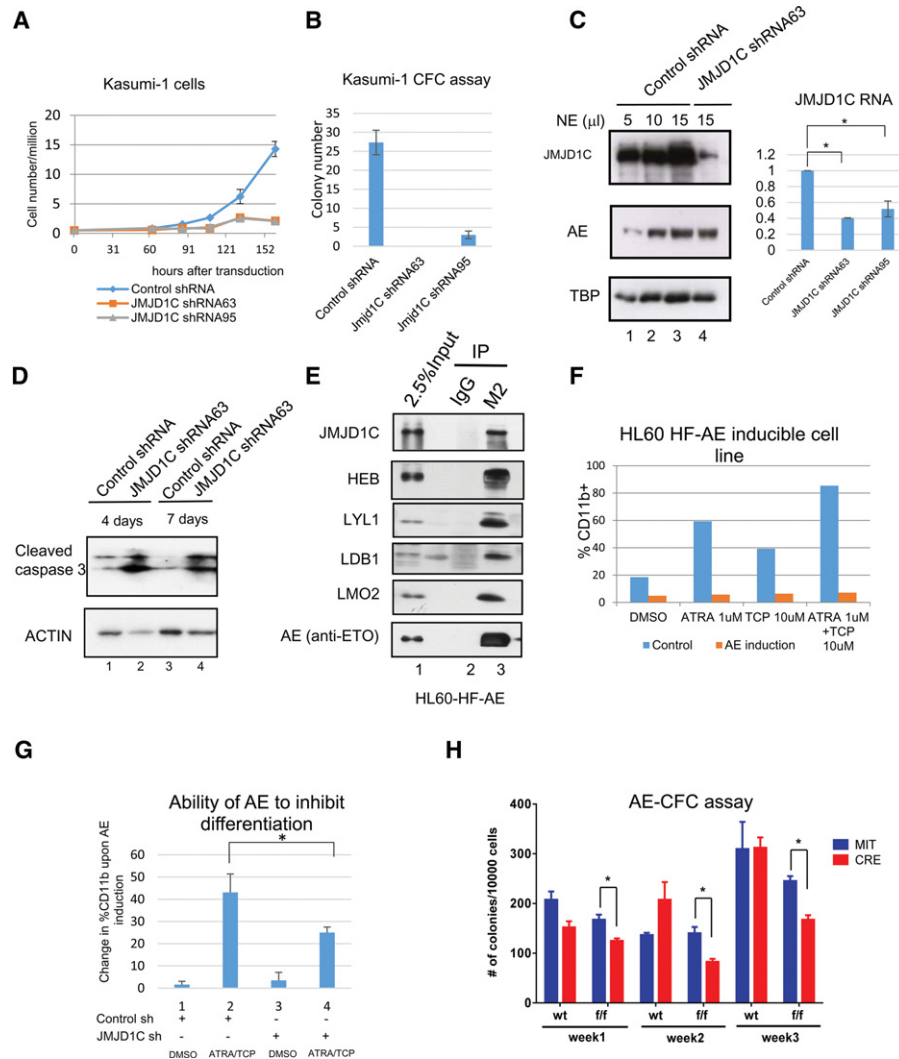 A
Kasumi-1 cells
Cell number/million
20
15
10
5
0
0 31 60 91 121 152
hours after transduction
Control shRNA
JMJD1C shRNA63
JMJD1C shRNA95
B
Kasumi-1 CFC assay
Colony number
35
30
25
20
15
10
5
0
Control shRNA
Jmjd1C shRNA63
Jmjd1C shRNA95
C
Control shRNA
JMJD1C shRNA63
NE (µl) 5 10 15 15
JMJD1C
AE
TBP
1 2 3 4
JMJD1C RNA
*
*
1.2
1
0.8
0.6
0.4
0.2
0
Control shRNA
JMJD1C shRNA63
JMJD1C shRNA95
D
Control shRNA
JMJD1C shRNA63
Control shRNA
JMJD1C shRNA63
4 days 7 days
Cleaved
caspase 3
ACTIN
1 2 3 4
E
IP
2.5%Input
IgG
M2
JMJD1C
HEB
LYL1
LDB1
LMO2
AE (anti-ETO)
1 2 3
HL60-HF-AE
F
HL60 HF-AE inducible cell
line
% CD11b+
100
80
60
40
20
0
DMSO ATRA 1uM TCP 10uM ATRA 1uM
+TCP
10uM
Control AE induction
G
Ability of AE to inhibit
differentiation
*
Change in %CD11b upon AE
induction
60
50
40
30
20
10
0
1 2 3 4
Control sh + + - -
JMJD1C sh - - + +
DMSO ATRA/TCP DMSO ATRA/TCP
H
AE-CFC assay
# of colonies/10000 cells
400
300
200
100
0
MIT
CRE
* * *
wt f/f wt f/f wt f/f
week1 week2 week3